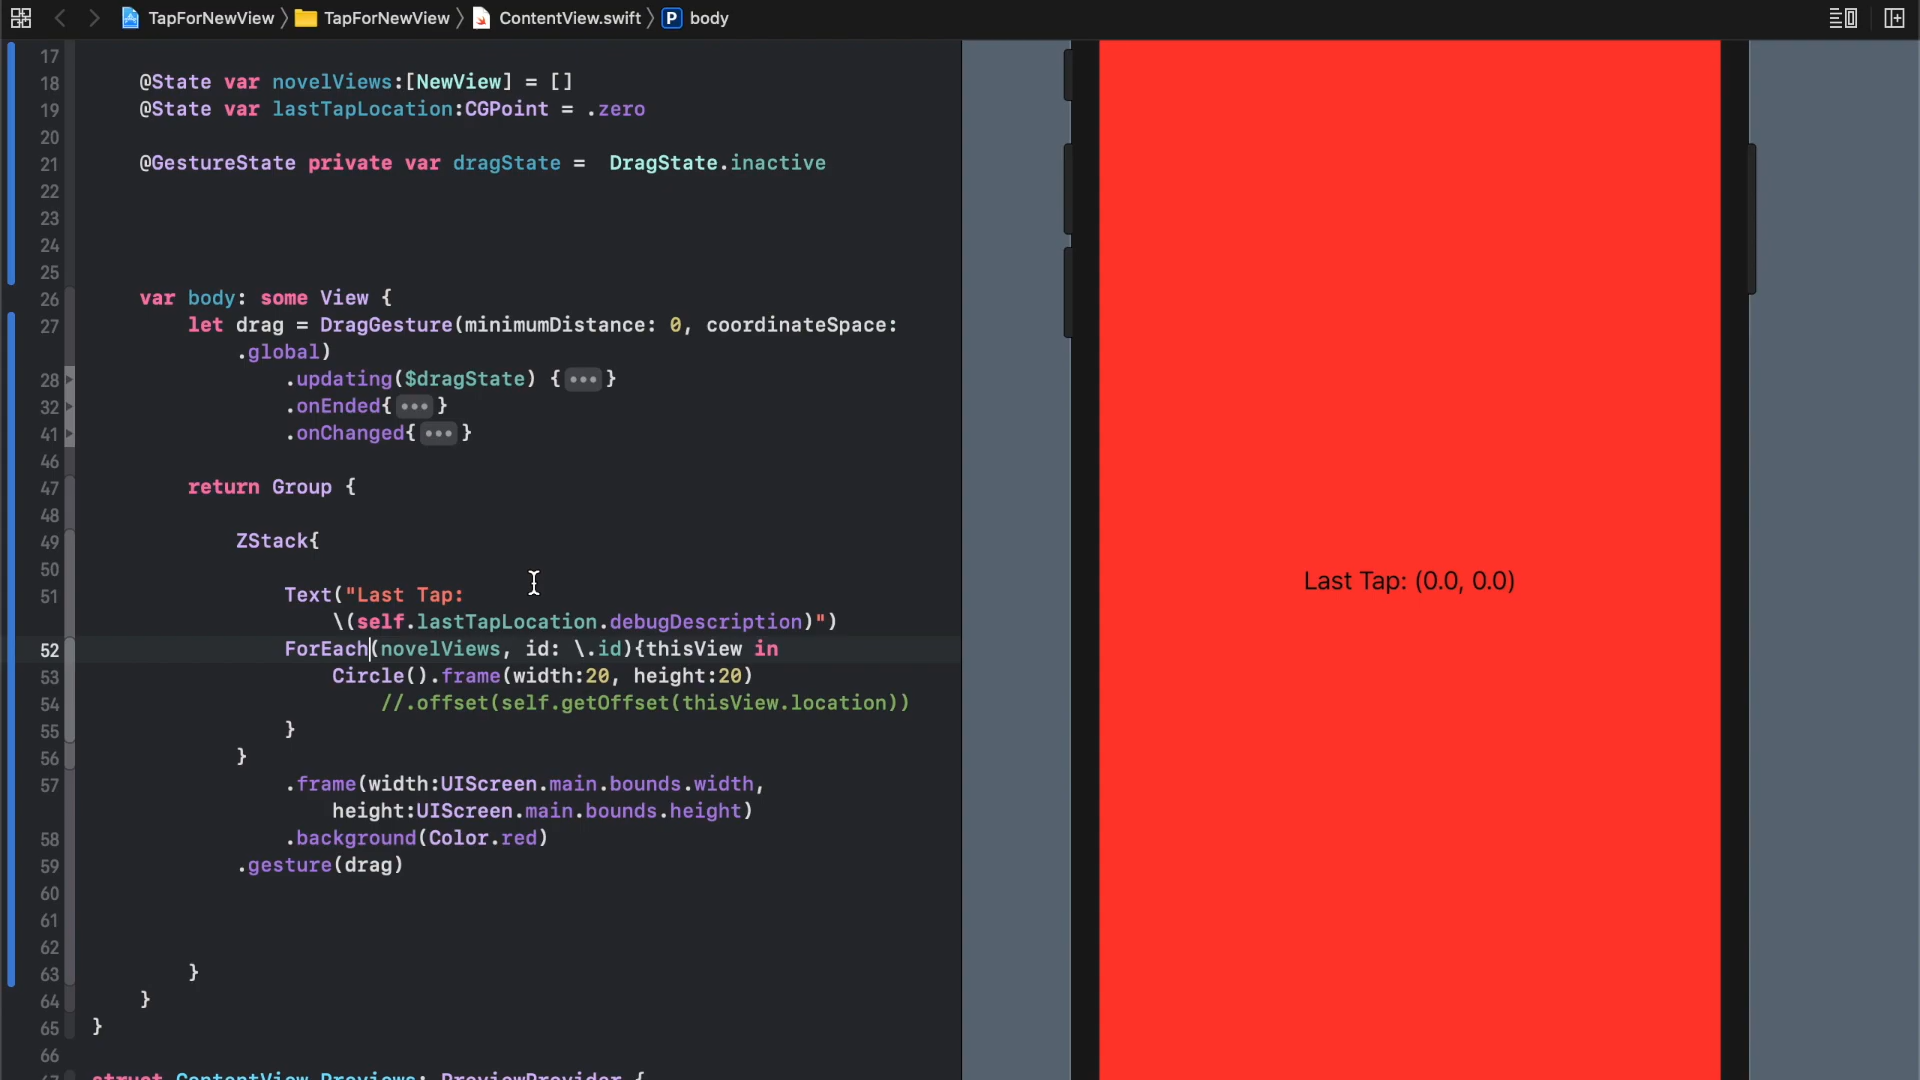 TapForNewView 〉 TapForNewView 〉 ContentView.swift 〉 P body
17
18 @State var novelViews:[NewView] = []
19 @State var lastTapLocation:CGPoint = .zero
20
21 @GestureState private var dragState =  DragState.inactive
22
23
24
25
26 var body: some View {
27 let drag = DragGesture(minimumDistance: 0, coordinateSpace:
.global)
28 .updating($dragState) {•••}
32 .onEnded{•••}
41 .onChanged{•••}
46
47 return Group {
48
49 ZStack{
50
51 Text("Last Tap:
\(self.lastTapLocation.debugDescription)")
52 ForEach(novelViews, id: \.id){thisView in
53 Circle().frame(width:20, height:20)
54 //.offset(self.getOffset(thisView.location))
55 }
56 }
57 .frame(width:UIScreen.main.bounds.width,
height:UIScreen.main.bounds.height)
58 .background(Color.red)
59 .gesture(drag)
60
61
62
63 }
64 }
65 }
66
67 struct ContentView_Previews: PreviewProvider {
Last Tap: (0.0, 0.0)